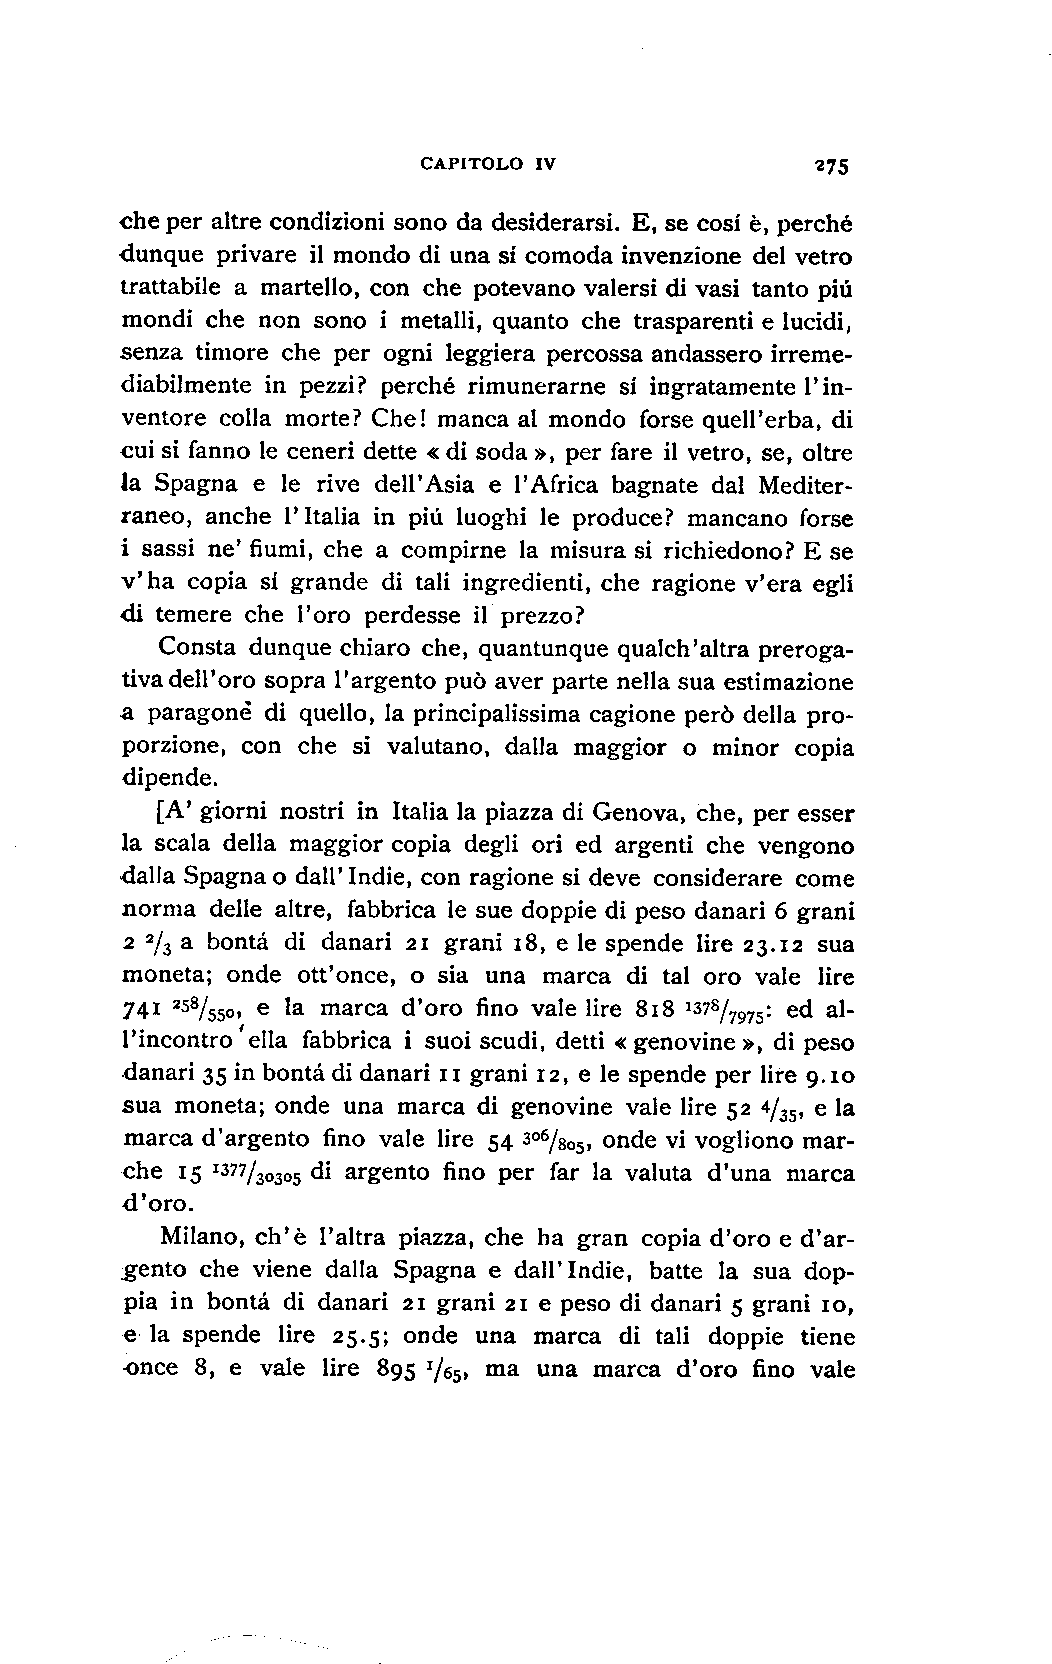 CAPITOLO IV 275
che per altre condizioni sono da desiderarsi. E, se cosí è, perché
dunque privare il mondo di una sí comoda invenzione del vetro
trattabile a martello, con che potevano valersi di vasi tanto piú
mondi che non sono i metalli, quanto che trasparenti e lucidi,
senza timore che per ogni leggiera percossa andassero irreme-
diabilmente in pezzi? perché rimunerarne sí ingratamente l'in-
ventore colla morte? Che! manca al mondo forse quell'erba, di
cui si fanno le ceneri dette « di soda », per fare il vetro, se, oltre
la Spagna e le rive dell'Asia e l'Africa bagnate dal Mediter-
raneo, anche l'Italia in piú luoghi le produce? mancano forse
i sassi ne' fiumi, che a compirne la misura si richiedono? E se
v'ha copia sí grande di tali ingredienti, che ragione v'era egli
di temere che l'oro perdesse il prezzo?
Consta dunque chiaro che, quantunque qualch'altra preroga-
tiva dell'oro sopra l'argento può aver parte nella sua estimazione
a paragone di quello, la principalissima cagione però della pro-
porzione, con che si valutano, dalla maggior o minor copia
dipende.
[A' giorni nostri in Italia la piazza di Genova, che, per esser
la scala della maggior copia degli ori ed argenti che vengono
dalla Spagna o dall'Indie, con ragione si deve considerare come
norma delle altre, fabbrica le sue doppie di peso danari 6 grani
2 2/3 a bontá di danari 21 grani 18, e le spende lire 23.12 sua
moneta; onde ott'once, o sia una marca di tal oro vale lire
741 258/550, e la marca d'oro fino vale lire 818 1378/7975: ed al-
l'incontro ella fabbrica i suoi scudi, detti « genovine », di peso
danari 35 in bontá di danari 11 grani 12, e le spende per lire 9.10
sua moneta; onde una marca di genovine vale lire 52 4/35, e la
marca d'argento fino vale lire 54 306/805, onde vi vogliono mar-
che 15 1377/30305 di argento fino per far la valuta d'una marca
d'oro.
Milano, ch'è l'altra piazza, che ha gran copia d'oro e d'ar-
gento che viene dalla Spagna e dall'Indie, batte la sua dop-
pia in bontá di danari 21 grani 21 e peso di danari 5 grani 10,
e la spende lire 25.5; onde una marca di tali doppie tiene
once 8, e vale lire 895 1/65, ma una marca d'oro fino vale